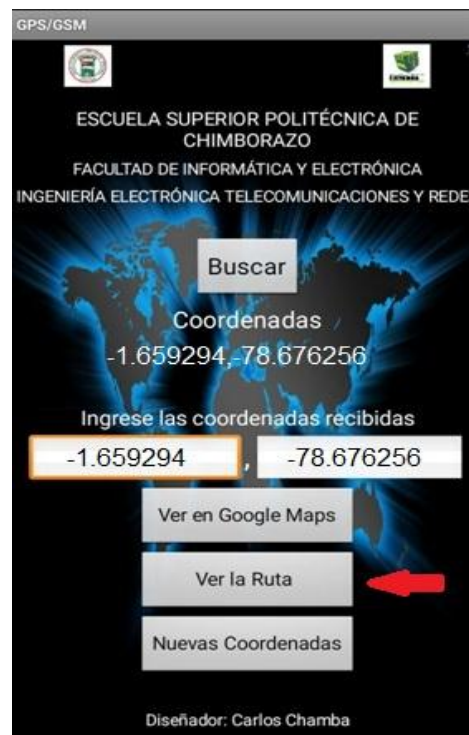 GPS/GSM
ESCUELA SUPERIOR POLITÉCNICA DE
CHIMBORAZO
FACULTAD DE INFORMÁTICA Y ELECTRÓNICA
INGENIERÍA ELECTRÓNICA TELECOMUNICACIONES Y REDE
Buscar
Coordenadas
-1.659294,-78.676256
Ingrese las coordenadas recibidas
-1.659294 , -78.676256
Ver en Google Maps
Ver la Ruta
Nuevas Coordenadas
Diseñador: Carlos Chamba